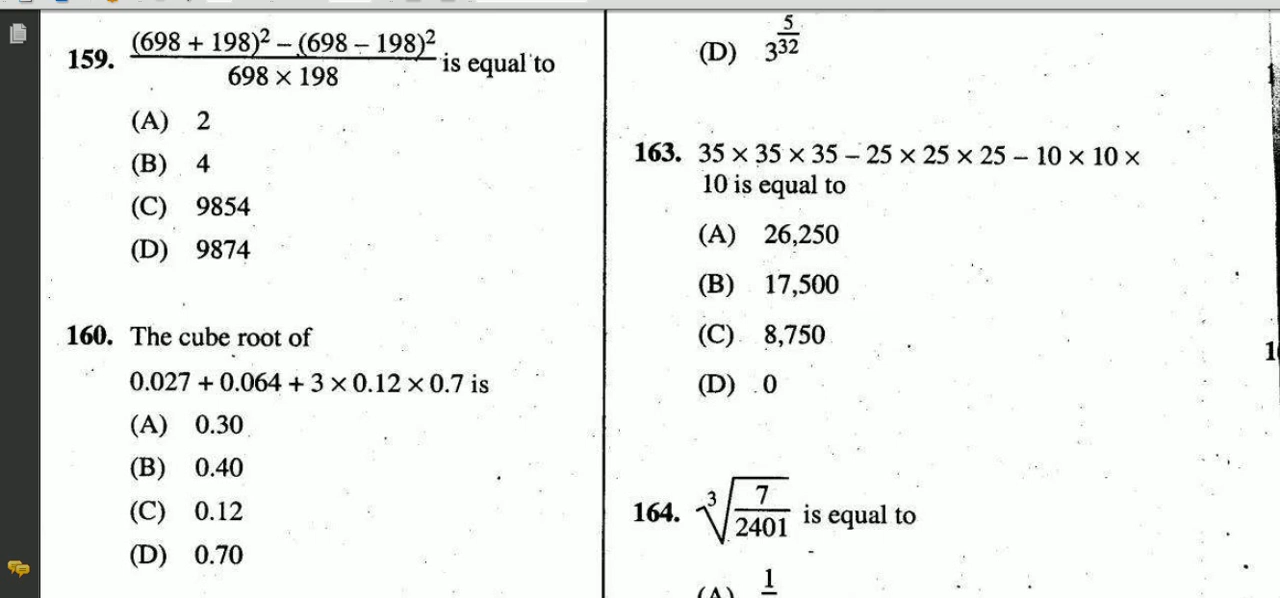 159. (698 + 198)² – (698 – 198)²
698 × 198
is equal to
(A) 2
(B) 4
(C) 9854
(D) 9874
160. The cube root of
0.027 + 0.064 + 3 × 0.12 × 0.7 is
(A) 0.30
(B) 0.40
(C) 0.12
(D) 0.70
(D) 3^(5/32)
163. 35 × 35 × 35 – 25 × 25 × 25 – 10 × 10 ×
10 is equal to
(A) 26,250
(B) 17,500
(C) 8,750
(D) 0
164. ³√(7/2401) is equal to
(A) 1